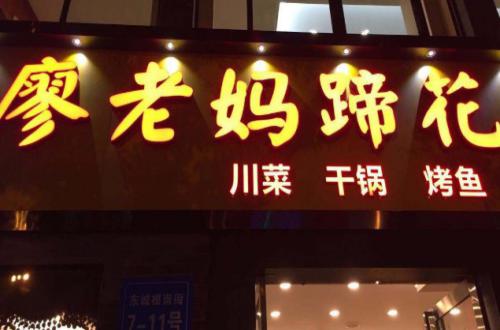 廖老妈蹄花
川菜 干锅 烤鱼
7-11号